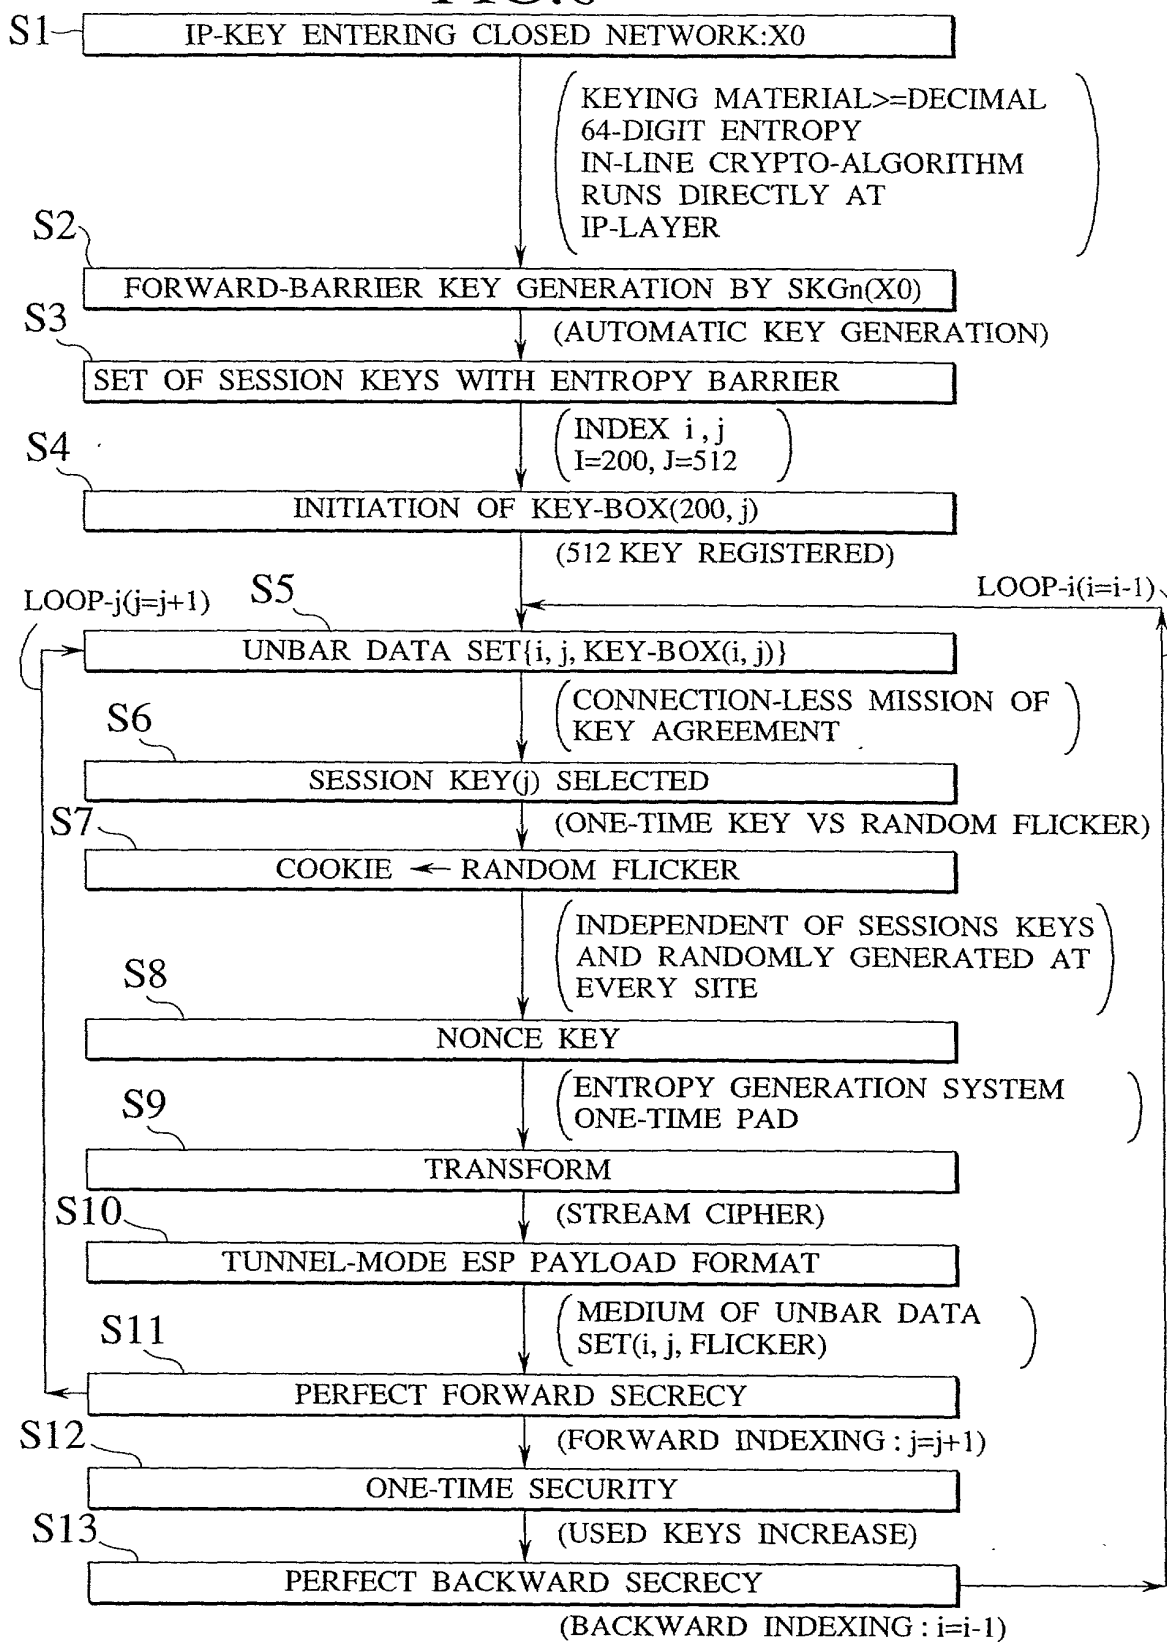 S1
IP-KEY ENTERING CLOSED NETWORK:X0
(KEYING MATERIAL>=DECIMAL
64-DIGIT ENTROPY
IN-LINE CRYPTO-ALGORITHM
RUNS DIRECTLY AT
IP-LAYER)
S2
FORWARD-BARRIER KEY GENERATION BY SKGn(X0)
(AUTOMATIC KEY GENERATION)
S3
SET OF SESSION KEYS WITH ENTROPY BARRIER
(INDEX i, j
I=200, J=512)
S4
INITIATION OF KEY-BOX(200, j)
(512 KEY REGISTERED)
LOOP-j(j=j+1)
LOOP-i(i=i-1)
S5
UNBAR DATA SET{i, j, KEY-BOX(i, j)}
(CONNECTION-LESS MISSION OF
KEY AGREEMENT)
S6
SESSION KEY(j) SELECTED
(ONE-TIME KEY VS RANDOM FLICKER)
S7
COOKIE ← RANDOM FLICKER
(INDEPENDENT OF SESSIONS KEYS
AND RANDOMLY GENERATED AT
EVERY SITE)
S8
NONCE KEY
(ENTROPY GENERATION SYSTEM
ONE-TIME PAD)
S9
TRANSFORM
(STREAM CIPHER)
S10
TUNNEL-MODE ESP PAYLOAD FORMAT
(MEDIUM OF UNBAR DATA
SET(i, j, FLICKER))
S11
PERFECT FORWARD SECRECY
(FORWARD INDEXING : j=j+1)
S12
ONE-TIME SECURITY
(USED KEYS INCREASE)
S13
PERFECT BACKWARD SECRECY
(BACKWARD INDEXING : i=i-1)